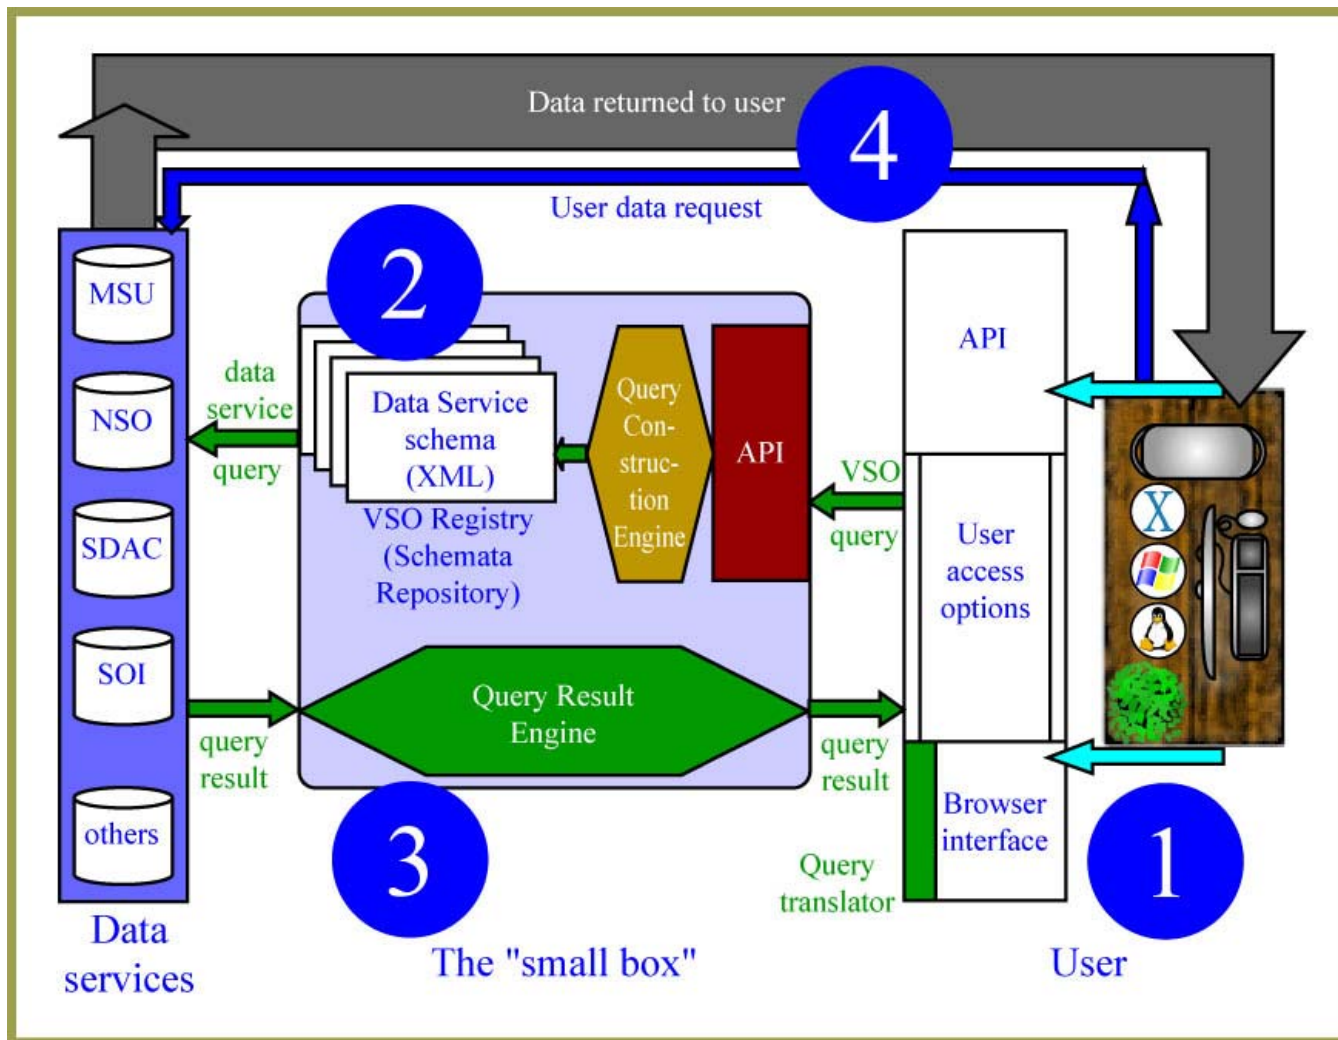 Data returned to user
4
User data request
2
MSU
NSO
SDAC
SOI
others
data
service
query
Data Service
schema
(XML)
VSO Registry
(Schemata
Repository)
Query
Con-
struc-
tion
Engine
API
VSO
query
API
User
access
options
X
Query Result
Engine
query
result
query
result
Browser
interface
Query
translator
3
1
Data
services
The "small box"
User